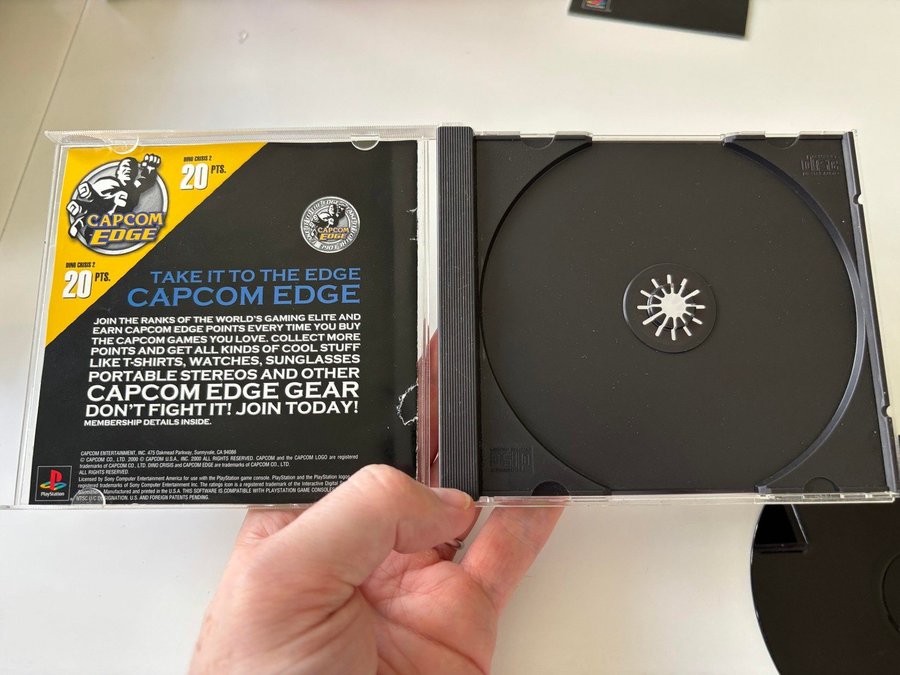 DINO CRISIS 2
20 PTS.
CAPCOM
EDGE
DINO CRISIS 2
20 PTS.
CAPCOM
EDGE
TAKE IT TO THE EDGE
CAPCOM EDGE
JOIN THE RANKS OF THE WORLD'S GAMING ELITE AND
EARN CAPCOM EDGE POINTS EVERY TIME YOU BUY
THE CAPCOM GAMES YOU LOVE. COLLECT MORE
POINTS AND GET ALL KINDS OF COOL STUFF
LIKE T-SHIRTS, WATCHES, SUNGLASSES
PORTABLE STEREOS AND OTHER
CAPCOM EDGE GEAR
DON'T FIGHT IT! JOIN TODAY!
MEMBERSHIP DETAILS INSIDE.
CAPCOM ENTERTAINMENT, INC. 475 Oakmead Parkway, Sunnyvale, CA 94086
© CAPCOM CO., LTD. 2000 © CAPCOM U.S.A., INC. 2000 ALL RIGHTS RESERVED. CAPCOM and the CAPCOM LOGO are registered
trademarks of CAPCOM CO., LTD. DINO CRISIS and CAPCOM EDGE are trademarks of CAPCOM CO., LTD.
ALL RIGHTS RESERVED.
Licensed by Sony Computer Entertainment America for use with the PlayStation game console. PlayStation and the PlayStation logos
registered trademarks of Sony Computer Entertainment Inc. The ratings icon is a registered trademark of the Interactive Digital
Manufactured and printed in the U.S.A. THIS SOFTWARE IS COMPATIBLE WITH PLAYSTATION GAME CONSOLES
NTSC U/C DESIGNATION. U.S. AND FOREIGN PATENTS PENDING.
PlayStation